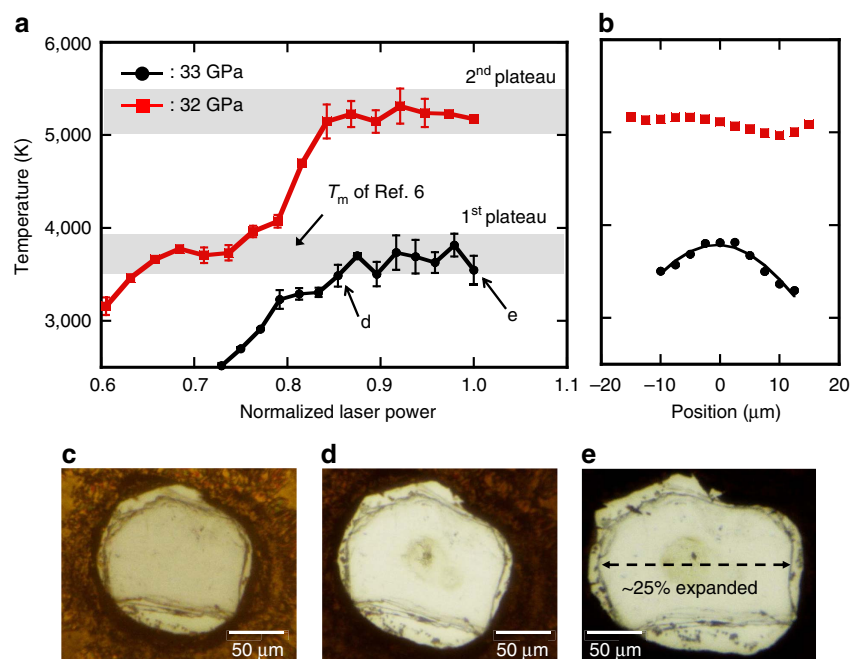 a
b
6,000
5,000
4,000
3,000
Temperature (K)
: 33 GPa
: 32 GPa
2nd plateau
Tm of Ref. 6
1st plateau
d
e
0.6 0.7 0.8 0.9 1.0 1.1
Normalized laser power
−20 −10 0 10 20
Position (μm)
c
d
e
50 μm
50 μm
~25% expanded
50 μm